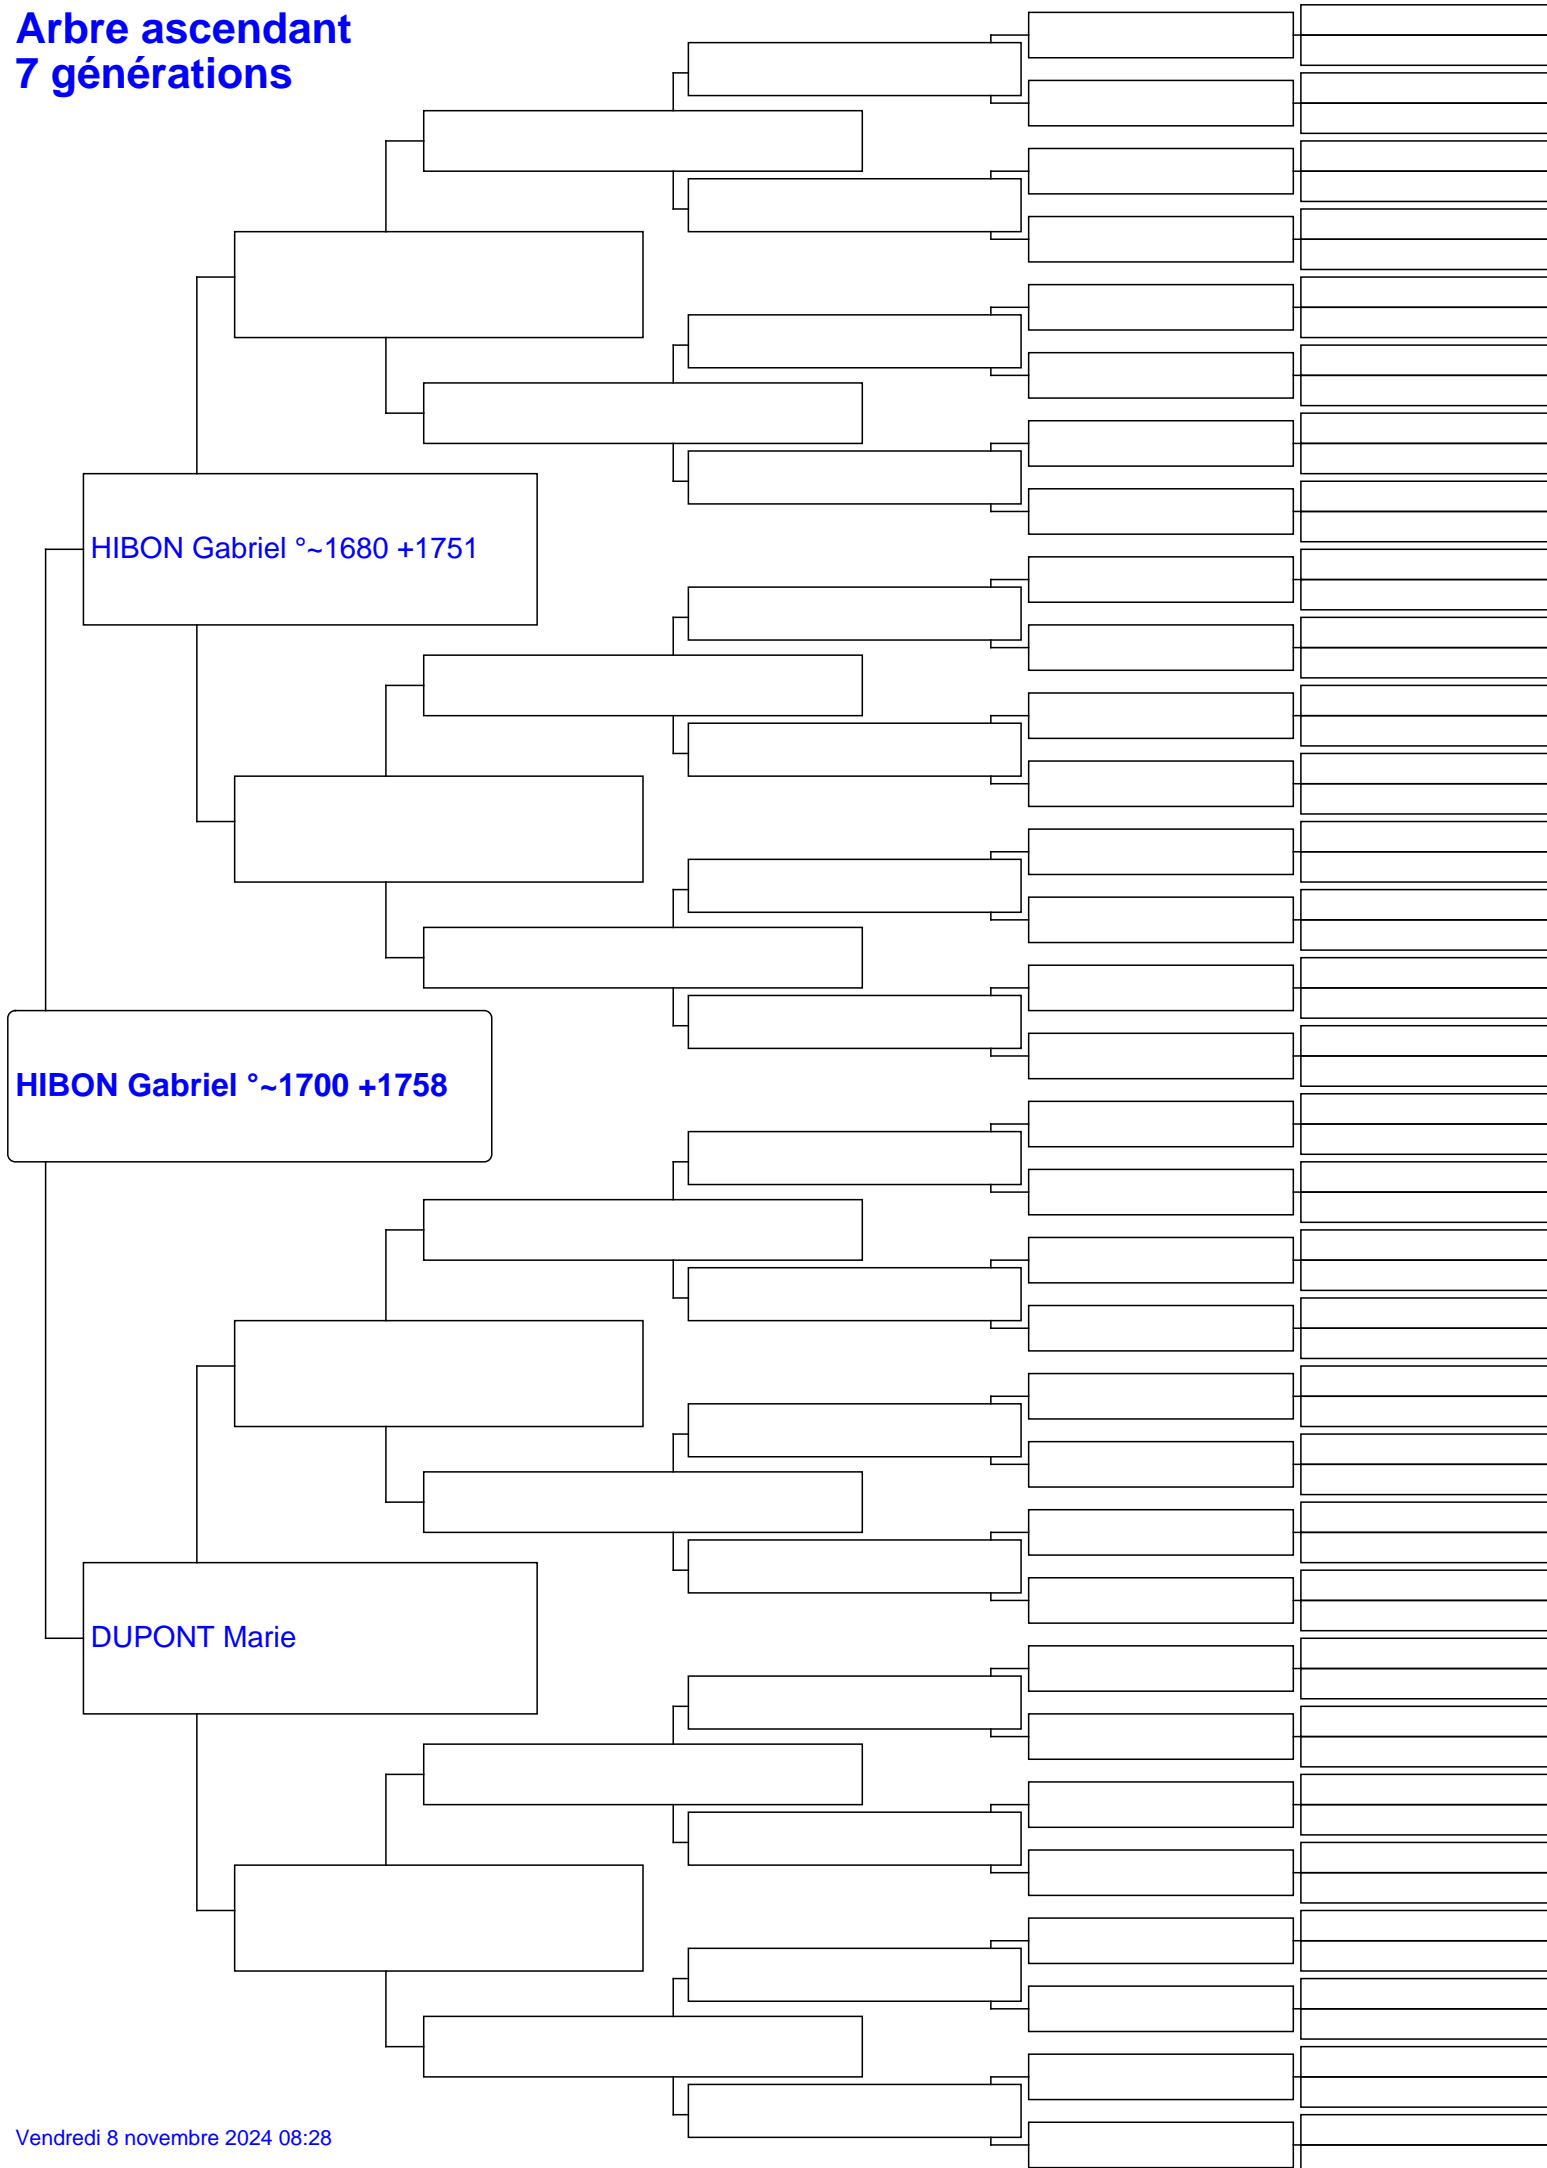 Arbre ascendant
7 générations
HIBON Gabriel °~1680 +1751
HIBON Gabriel °~1700 +1758
DUPONT Marie
Vendredi 8 novembre 2024 08:28